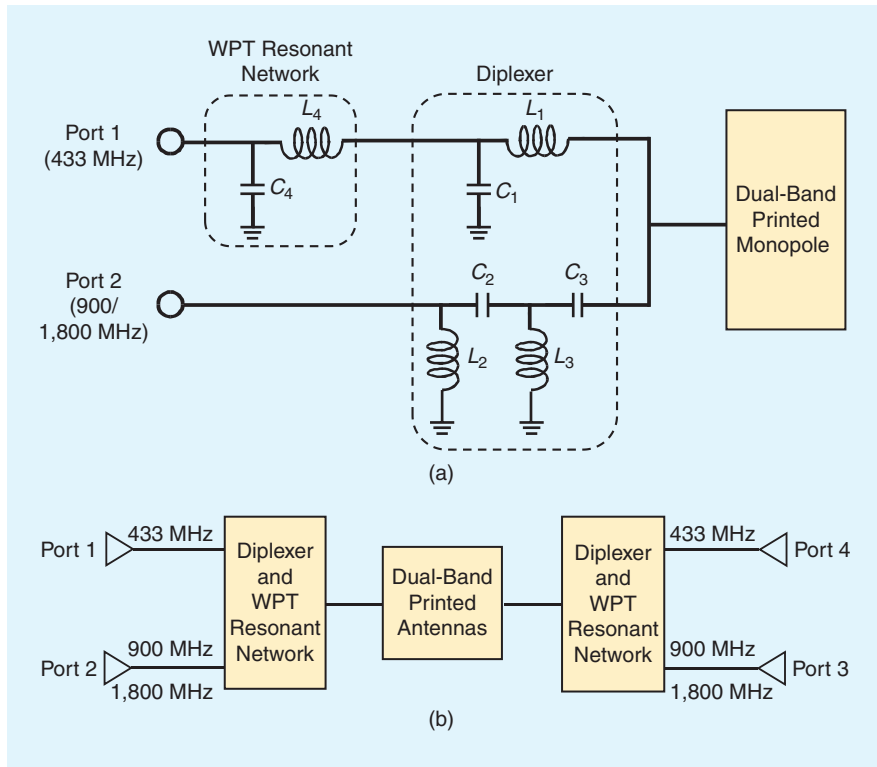 WPT Resonant
Network
Diplexer
L4
L1
Port 1
(433 MHz)
C4
C1
Dual-Band
Printed
Monopole
Port 2
(900/
1,800 MHz)
C2
C3
L2
L3
(a)
Port 1
433 MHz
Diplexer
and
WPT
Resonant
Network
Dual-Band
Printed
Antennas
Diplexer
and
WPT
Resonant
Network
433 MHz
Port 4
Port 2
900 MHz
1,800 MHz
900 MHz
1,800 MHz
Port 3
(b)